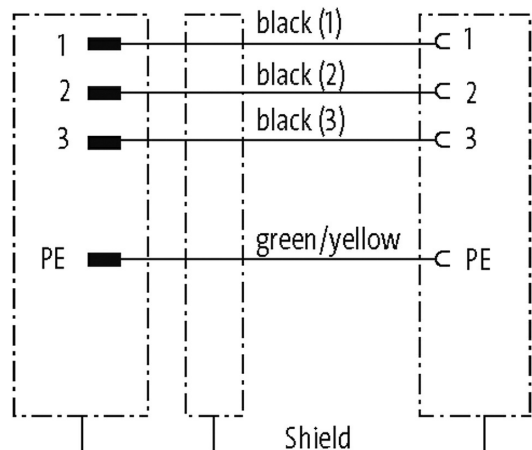 1 black (1) 1
2 black (2) 2
3 black (3) 3
PE green/yellow PE
Shield